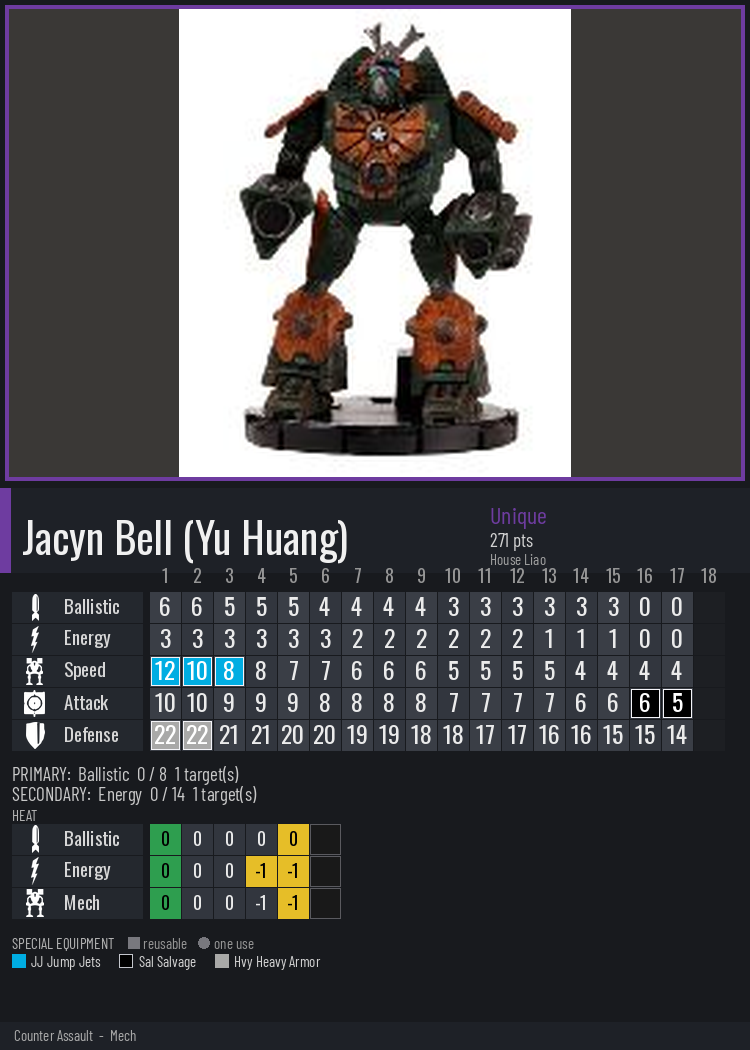 Jacyn Bell (Yu Huang)
Unique
271 pts
House Liao
1 2 3 4 5 6 7 8 9 10 11 12 13 14 15 16 17 18
Ballistic 6 6 5 5 5 4 4 4 4 3 3 3 3 3 3 0 0
Energy 3 3 3 3 3 3 2 2 2 2 2 2 1 1 1 0 0
Speed 12 10 8 8 7 7 6 6 6 5 5 5 5 4 4 4 4
Attack 10 10 9 9 9 8 8 8 8 7 7 7 7 6 6 6 5
Defense 22 22 21 21 20 20 19 19 18 18 17 17 16 16 15 15 14
PRIMARY: Ballistic 0 / 8 1 target(s)
SECONDARY: Energy 0 / 14 1 target(s)
HEAT
Ballistic 0 0 0 0 0
Energy 0 0 0 -1 -1
Mech 0 0 0 -1 -1
SPECIAL EQUIPMENT reusable one use
JJ Jump Jets Sal Salvage Hvy Heavy Armor
Counter Assault - Mech